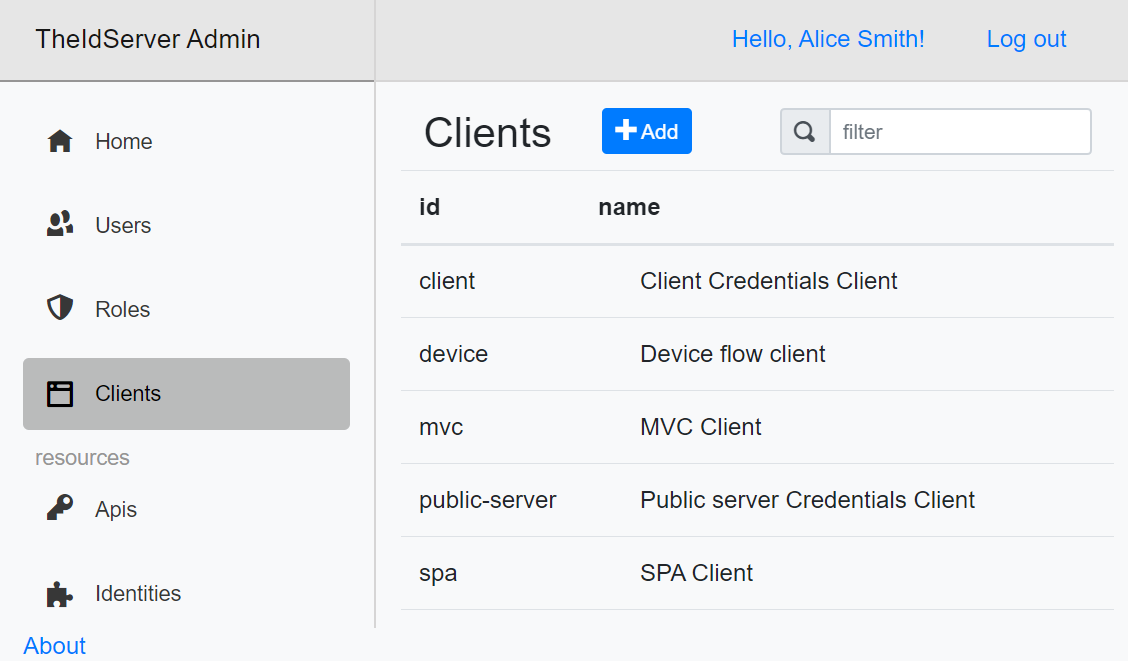 TheIdServer Admin
Hello, Alice Smith! Log out
Home
Users
Roles
Clients
resources
Apis
Identities
About
Clients
Add
filter
id name
client Client Credentials Client
device Device flow client
mvc MVC Client
public-server Public server Credentials Client
spa SPA Client